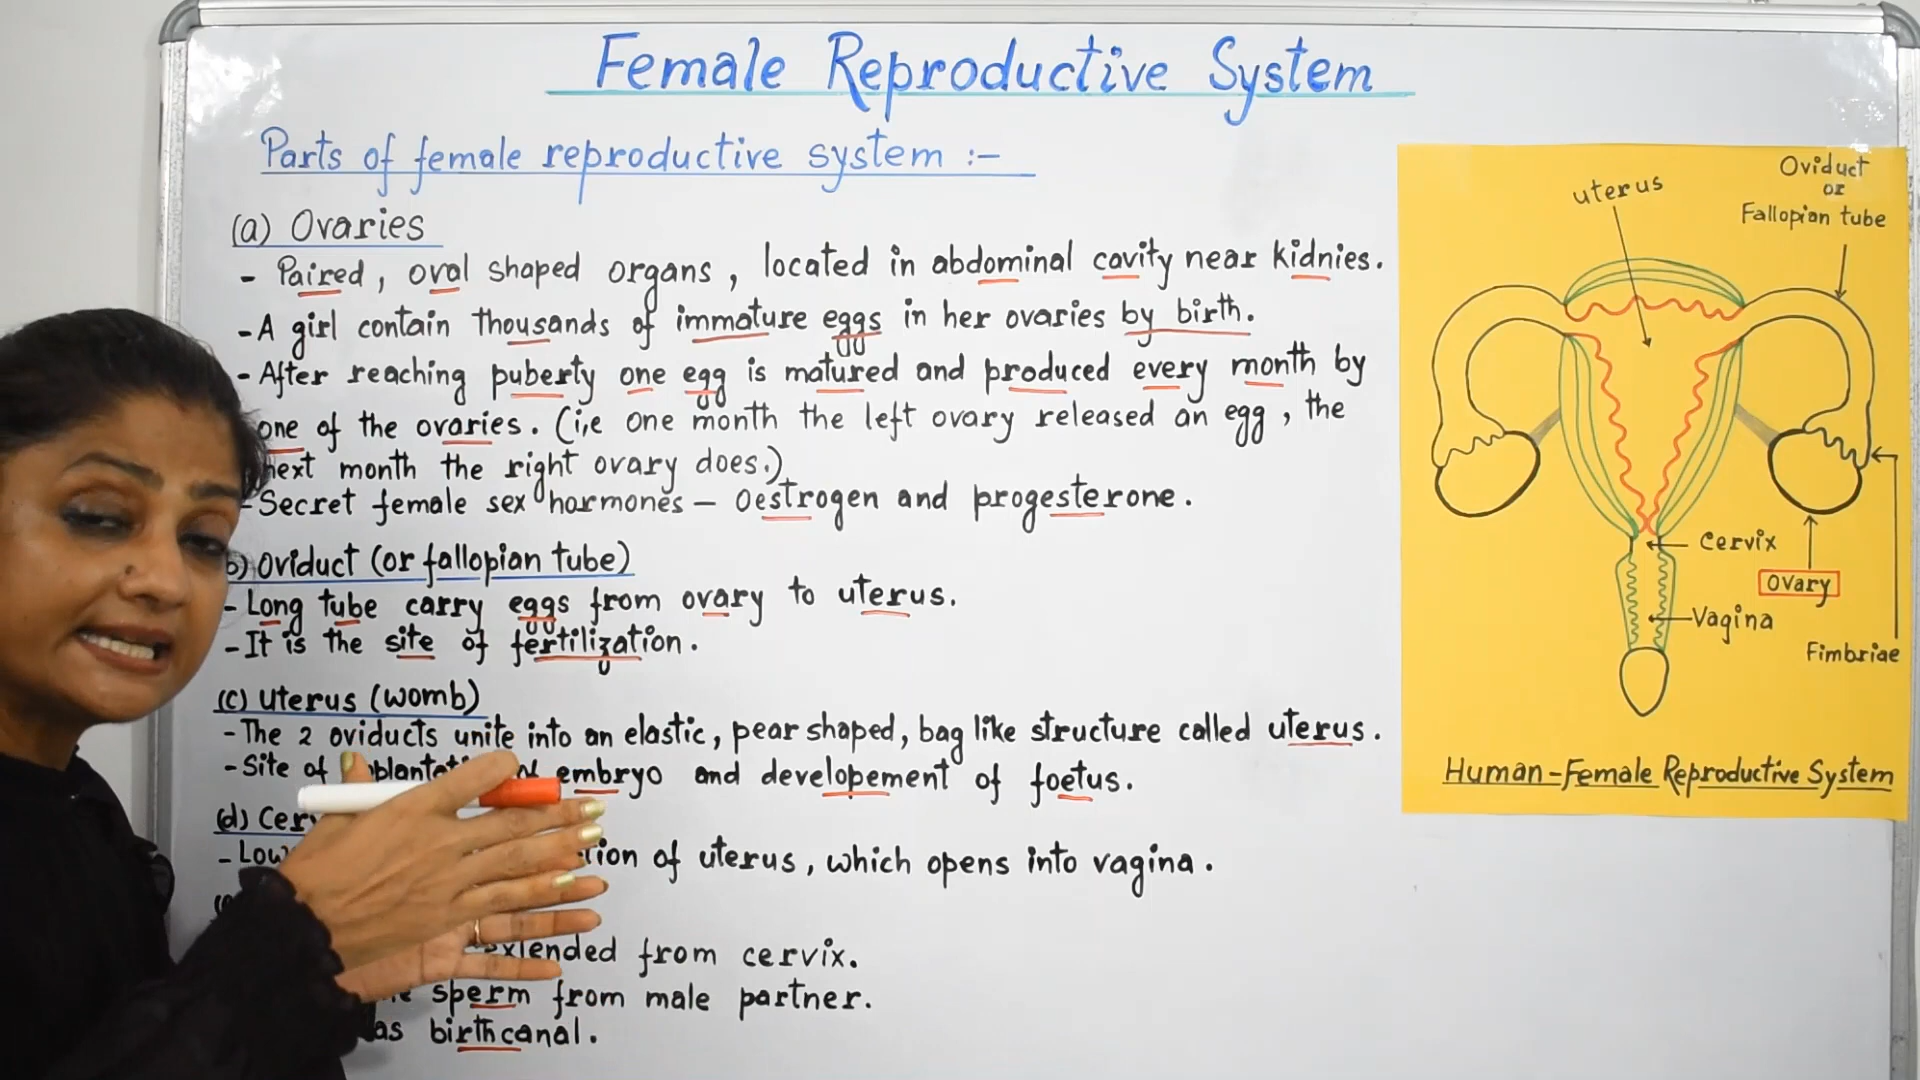 Female Reproductive System
Parts of female reproductive system :-
(a) Ovaries
- Paired, oval shaped organs, located in abdominal cavity near kidnies.
- A girl contain thousands of immature eggs in her ovaries by birth.
- After reaching puberty one egg is matured and produced every month by
one of the ovaries. (i,e one month the left ovary released an egg, the
next month the right ovary does.)
- Secret female sex hormones - Oestrogen and progesterone.
b) Oviduct (or fallopian tube)
- Long tube carry eggs from ovary to uterus.
- It is the site of fertilization.
(c) Uterus (womb)
- The 2 oviducts unite into an elastic, pear shaped, bag like structure called uterus.
- Site of embryo and developement of foetus.
(d)
of uterus, which opens into vagina.
extended from cervix.
sperm from male partner.
as birth canal.
uterus
Oviduct
or
Fallopian tube
Cervix
Ovary
Vagina
Fimbriae
Human-Female Reproductive System